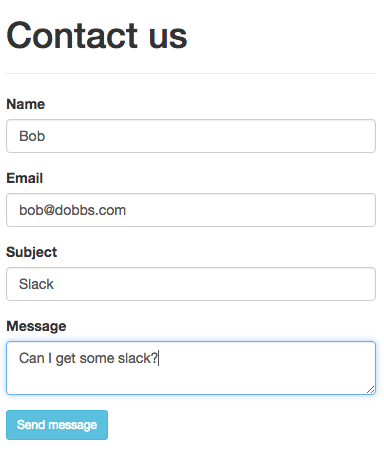 Contact us
Name
Bob
Email
bob@dobbs.com
Subject
Slack
Message
Can I get some slack?
Send message